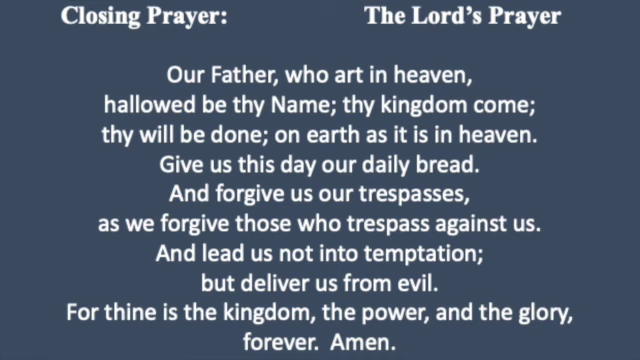 Closing Prayer: The Lord's Prayer
Our Father, who art in heaven,
hallowed be thy Name; thy kingdom come;
thy will be done; on earth as it is in heaven.
Give us this day our daily bread.
And forgive us our trespasses,
as we forgive those who trespass against us.
And lead us not into temptation;
but deliver us from evil.
For thine is the kingdom, the power, and the glory,
forever. Amen.